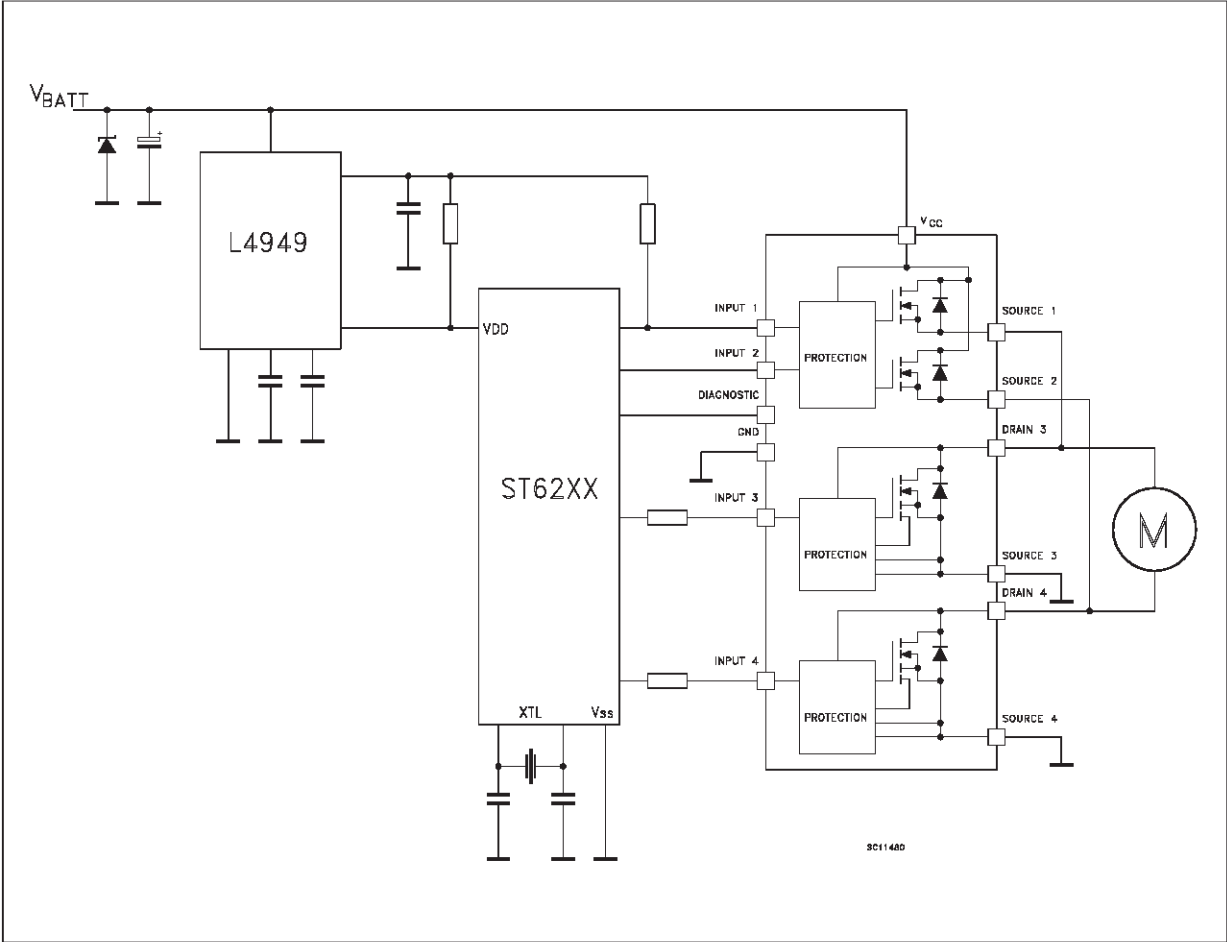 VBATT
L4949
VCC
INPUT 1
SOURCE 1
VDD
INPUT 2
PROTECTION
SOURCE 2
DIAGNOSTIC
GND
DRAIN 3
ST62XX
INPUT 3
PROTECTION
M
SOURCE 3
DRAIN 4
INPUT 4
PROTECTION
SOURCE 4
XTL
Vss
SC11480